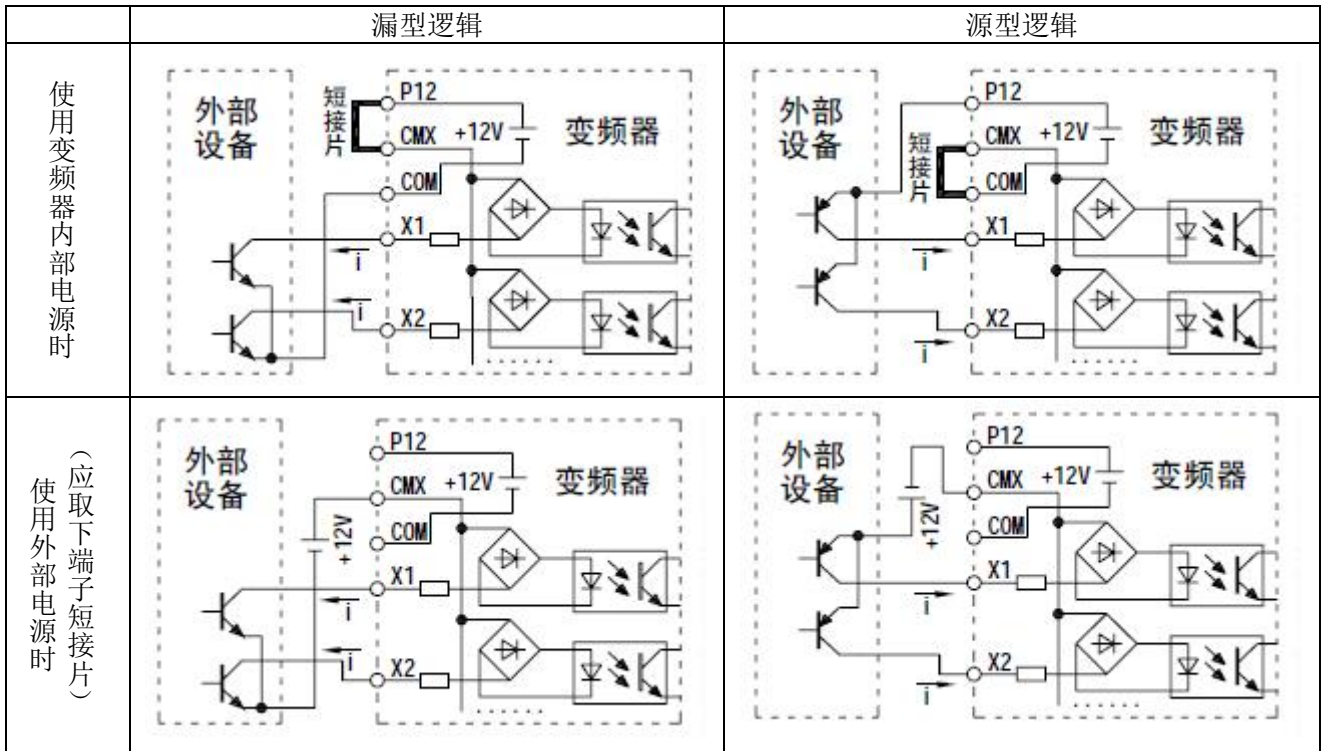 漏型逻辑
源型逻辑
使用变频器内部电源时
外部
设备
短接片
P12
CMX
+12V
COM
变频器
X1
i
X2
i
......
外部
设备
短接片
P12
CMX
+12V
COM
变频器
X1
i
X2
i
......
使用外部电源时
（应取下端子短接片）
外部
设备
+12V
P12
CMX
+12V
COM
变频器
X1
i
X2
i
......
外部
设备
+12V
P12
CMX
+12V
COM
变频器
X1
i
X2
i
......